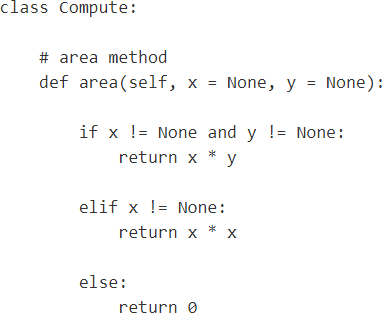 class Compute:
# area method
def area(self, x = None, y = None):
if x != None and y != None:
return x * y
elif x != None:
return x * x
else:
return 0